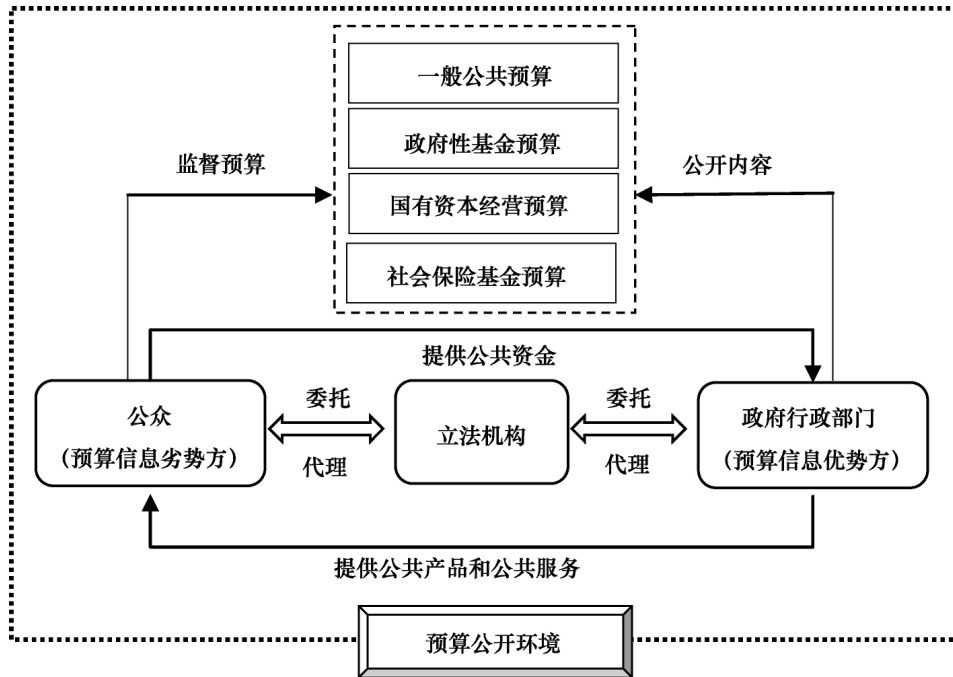 一般公共预算
政府性基金预算
监督预算
公开内容
国有资本经营预算
社会保险基金预算
提供公共资金
公众
（预算信息劣势方）
委托
代理
立法机构
委托
代理
政府行政部门
（预算信息优势方）
提供公共产品和公共服务
预算公开环境